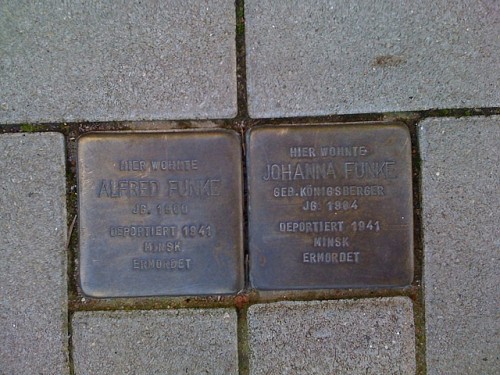 HIER WOHNTE
ALFRED FUNKE
JG.
DEPORTIERT 1941
MINSK
ERMORDET
HIER WOHNTE
JOHANNA FUNKE
GEB. KÖNIGSBERGER
JG. 1894
DEPORTIERT 1941
MINSK
ERMORDET